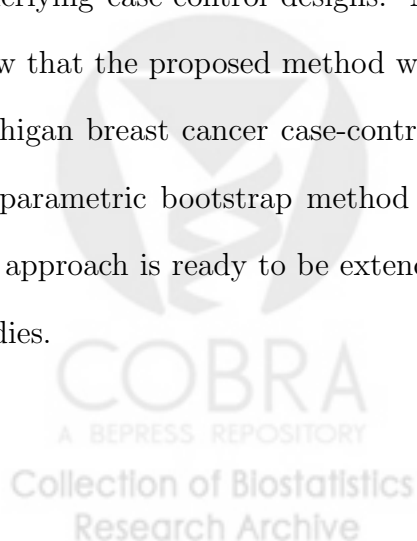 erlying case-control designs.
w that the proposed method w
higan breast cancer case-contr
parametric bootstrap method
approach is ready to be exten
dies.
COBRA
A BEPRESS REPOSITORY
Collection of Biostatistics
Research Archive